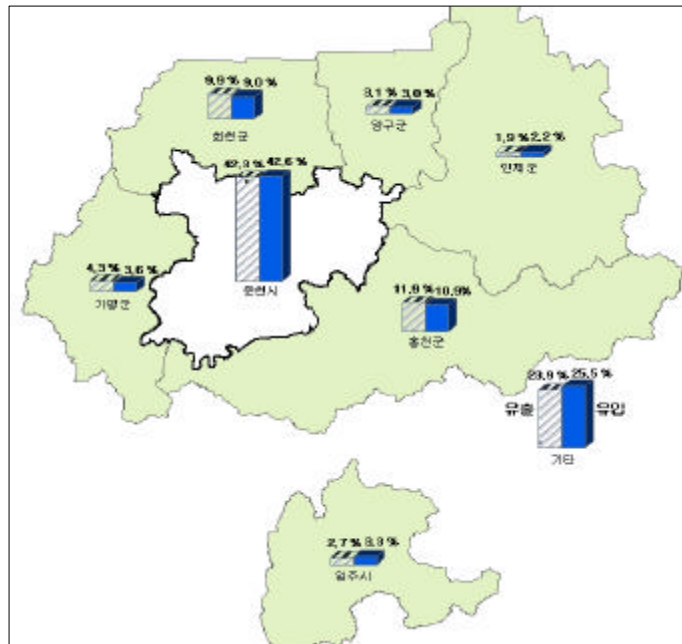 9,9 % 9,0 %
화천군
3,1 % 3,8 %
양구군
1,9 % 2,2 %
인제군
42,3 % 42,6 %
춘천시
4,3 % 3,6 %
가평군
11,9 % 10,9%
홍천군
23,9 % 25,5 %
유출 유입
기타
2,7 % 3,3 %
원주시